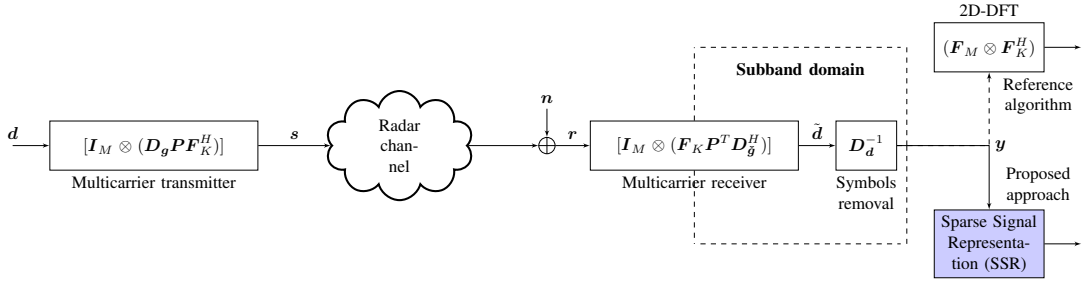 2D-DFT
(F_M ⊗ F_K^H)
Reference
algorithm
Subband domain
d
[I_M ⊗ (D_g P F_K^H)]
Multicarrier transmitter
s
Radar
chan-
nel
n
r
[I_M ⊗ (F_K P^T D_ğ^H)]
Multicarrier receiver
d̃
D_d^{-1}
Symbols
removal
y
Proposed
approach
Sparse Signal
Representa-
tion (SSR)